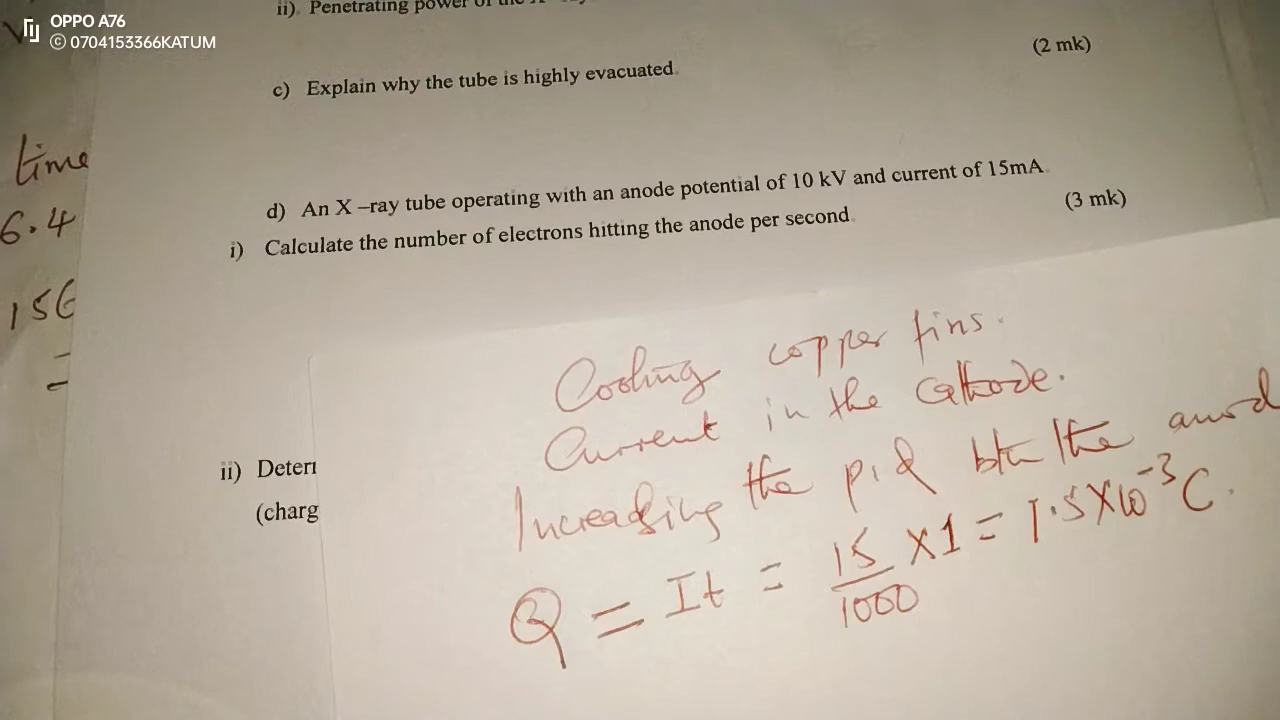 OPPO A76
© 0704153366KATUM
ii). Penetrating power of the X
c) Explain why the tube is highly evacuated.
(2 mk)
d) An X –ray tube operating with an anode potential of 10 kV and current of 15mA.
i) Calculate the number of electrons hitting the anode per second.
(3 mk)
time
6.4
156
=
Cooling copper fins.
Current in the Cathode.
Increasing the p.d btn the anod
ii) Deter
(charg
Q = It = 15/1000 X1 = 1.5X10⁻³C.